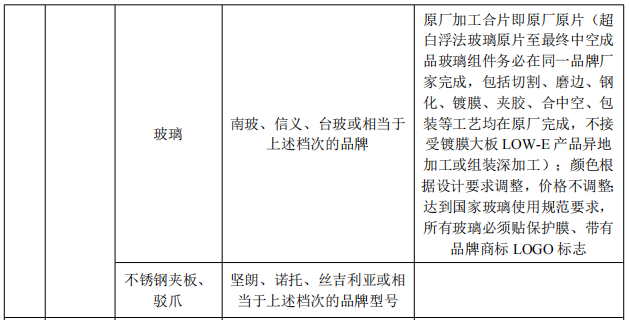 原厂加工合片即原厂原片（超
白浮法玻璃原片至最终中空成
品玻璃组件务必在同一品牌厂
家完成，包括切割、磨边、钢
化、镀膜、夹胶、合中空、包
装等工艺均在原厂完成，不接
受镀膜大板 LOW-E 产品异地
加工或组装深加工）；颜色根
据设计要求调整，价格不调整;
达到国家玻璃使用规范要求，
所有玻璃必须贴保护膜、带有
品牌商标 LOGO 标志
玻璃
南玻、信义、台玻或相当于
上述档次的品牌
不锈钢夹板、
驳爪
坚朗、诺托、丝吉利亚或相
当于上述档次的品牌型号